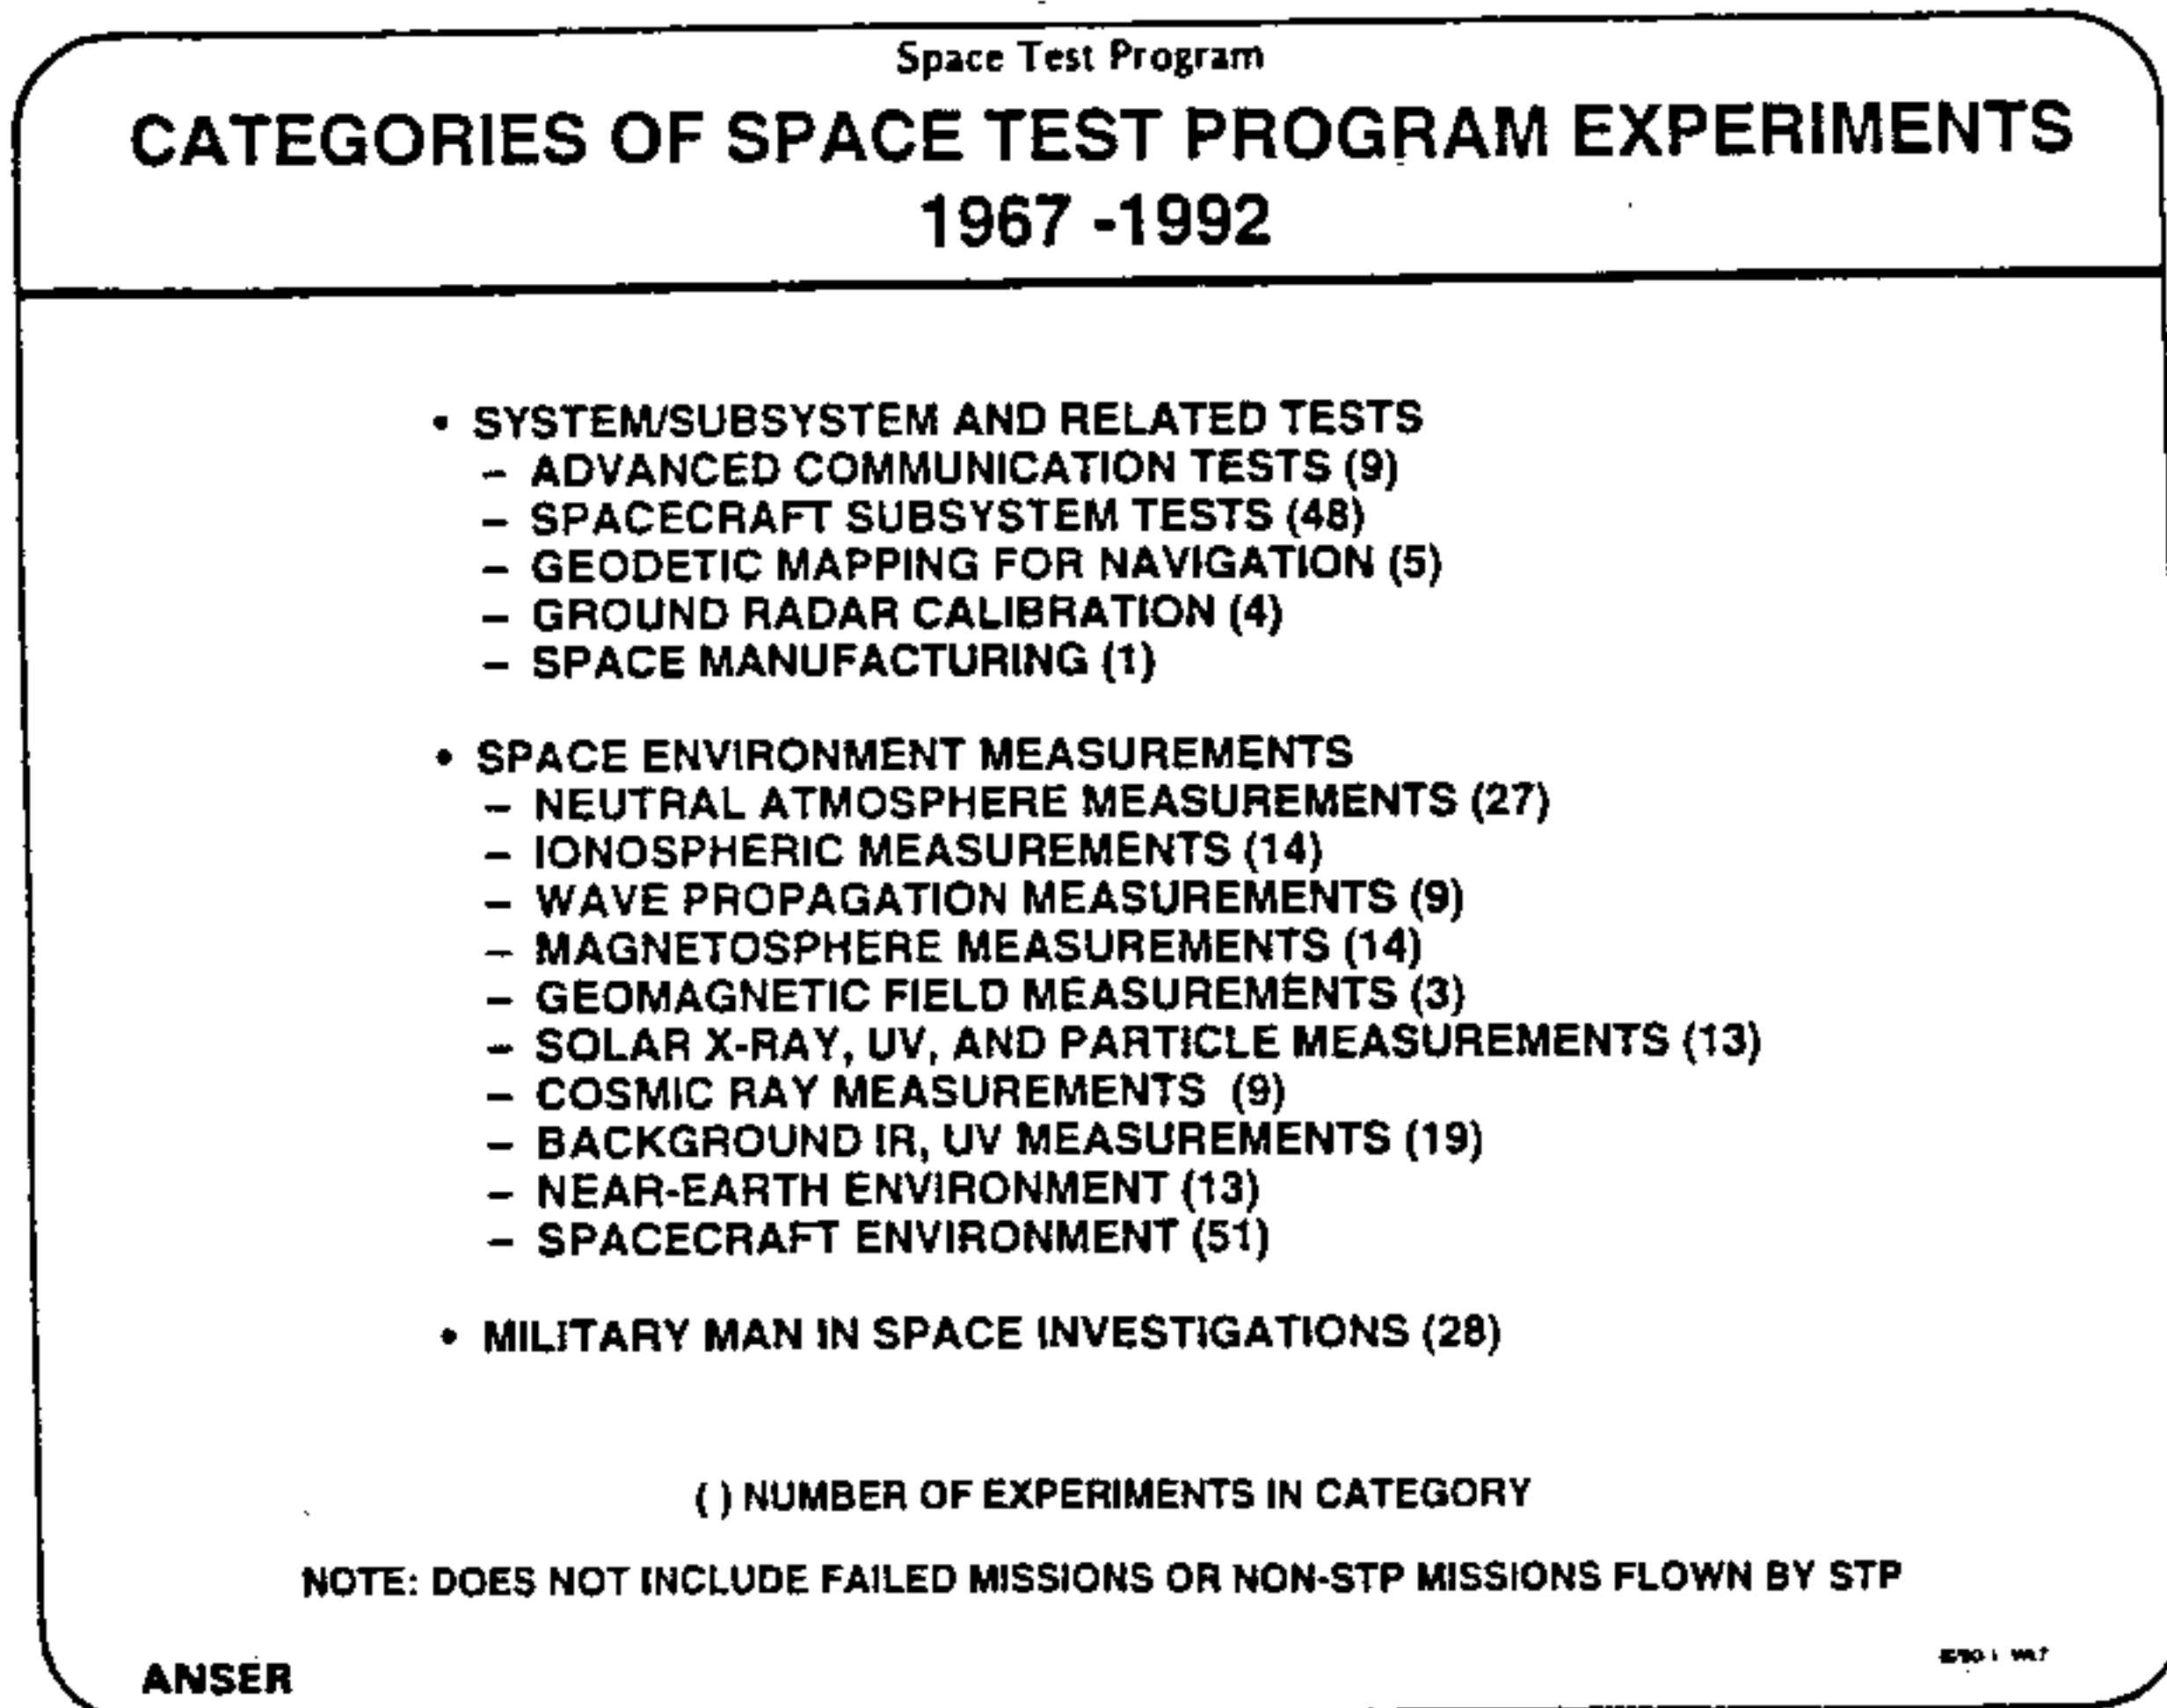 Space Test Program
CATEGORIES OF SPACE TEST PROGRAM EXPERIMENTS
1967 -1992
• SYSTEM/SUBSYSTEM AND RELATED TESTS
– ADVANCED COMMUNICATION TESTS (9)
– SPACECRAFT SUBSYSTEM TESTS (48)
– GEODETIC MAPPING FOR NAVIGATION (5)
– GROUND RADAR CALIBRATION (4)
– SPACE MANUFACTURING (1)
• SPACE ENVIRONMENT MEASUREMENTS
– NEUTRAL ATMOSPHERE MEASUREMENTS (27)
– IONOSPHERIC MEASUREMENTS (14)
– WAVE PROPAGATION MEASUREMENTS (9)
– MAGNETOSPHERE MEASUREMENTS (14)
– GEOMAGNETIC FIELD MEASUREMENTS (3)
– SOLAR X-RAY, UV, AND PARTICLE MEASUREMENTS (13)
– COSMIC RAY MEASUREMENTS (9)
– BACKGROUND IR, UV MEASUREMENTS (19)
– NEAR-EARTH ENVIRONMENT (13)
– SPACECRAFT ENVIRONMENT (51)
• MILITARY MAN IN SPACE INVESTIGATIONS (28)
( ) NUMBER OF EXPERIMENTS IN CATEGORY
NOTE: DOES NOT INCLUDE FAILED MISSIONS OR NON-STP MISSIONS FLOWN BY STP
ANSER